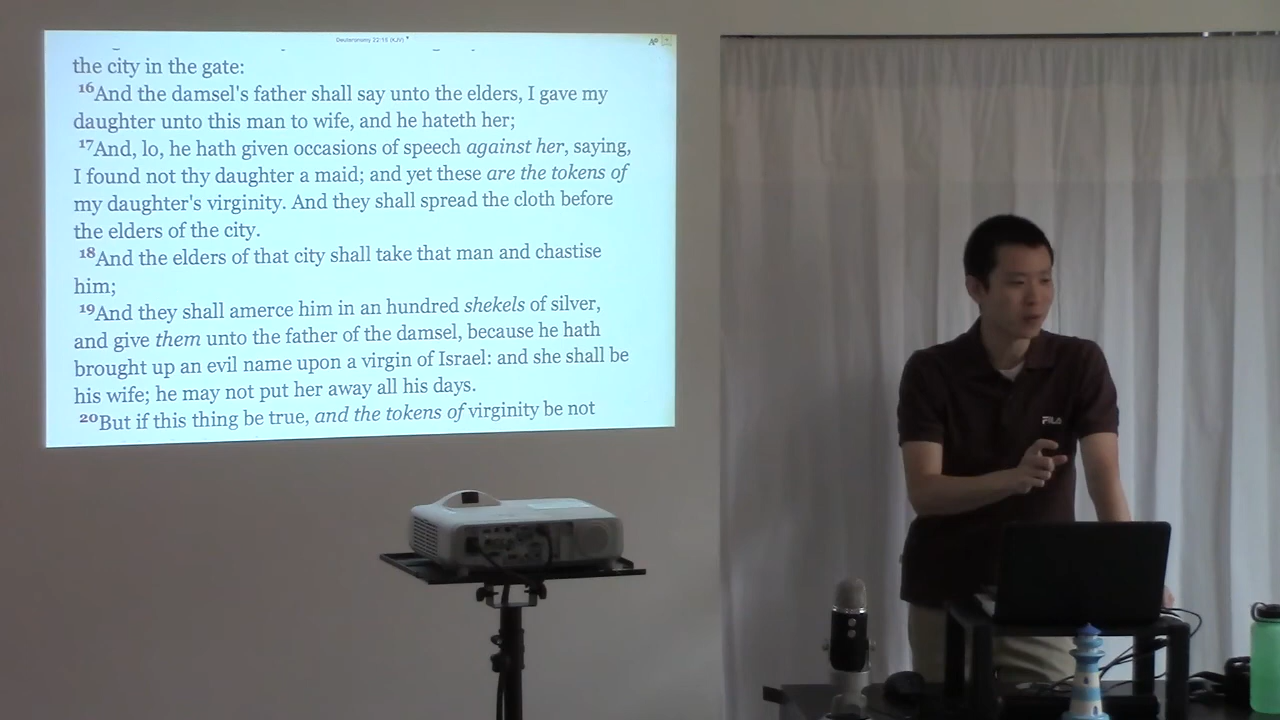 Deuteronomy 22:15 (KJV)
the city in the gate:
16And the damsel's father shall say unto the elders, I gave my
daughter unto this man to wife, and he hateth her;
17And, lo, he hath given occasions of speech against her, saying,
I found not thy daughter a maid; and yet these are the tokens of
my daughter's virginity. And they shall spread the cloth before
the elders of the city.
18And the elders of that city shall take that man and chastise
him;
19And they shall amerce him in an hundred shekels of silver,
and give them unto the father of the damsel, because he hath
brought up an evil name upon a virgin of Israel: and she shall be
his wife; he may not put her away all his days.
20But if this thing be true, and the tokens of virginity be not
FILA